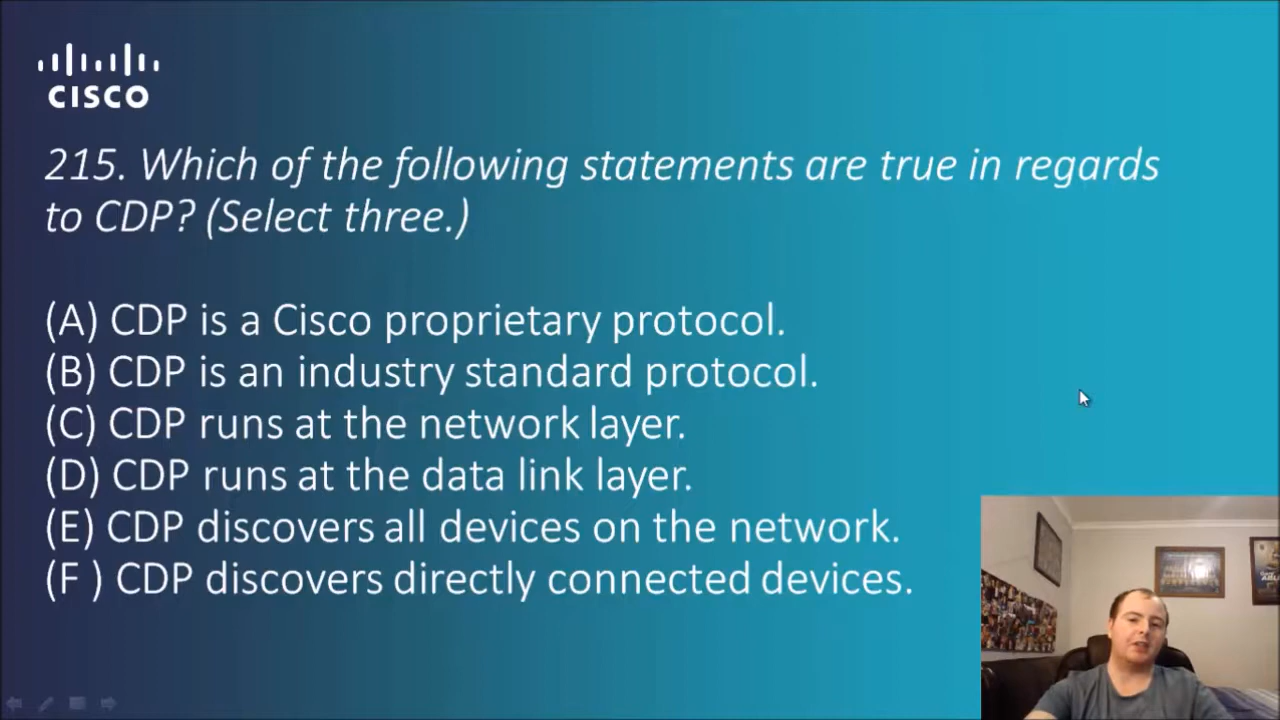 CISCO
215. Which of the following statements are true in regards
to CDP? (Select three.)
(A) CDP is a Cisco proprietary protocol.
(B) CDP is an industry standard protocol.
(C) CDP runs at the network layer.
(D) CDP runs at the data link layer.
(E) CDP discovers all devices on the network.
(F ) CDP discovers directly connected devices.